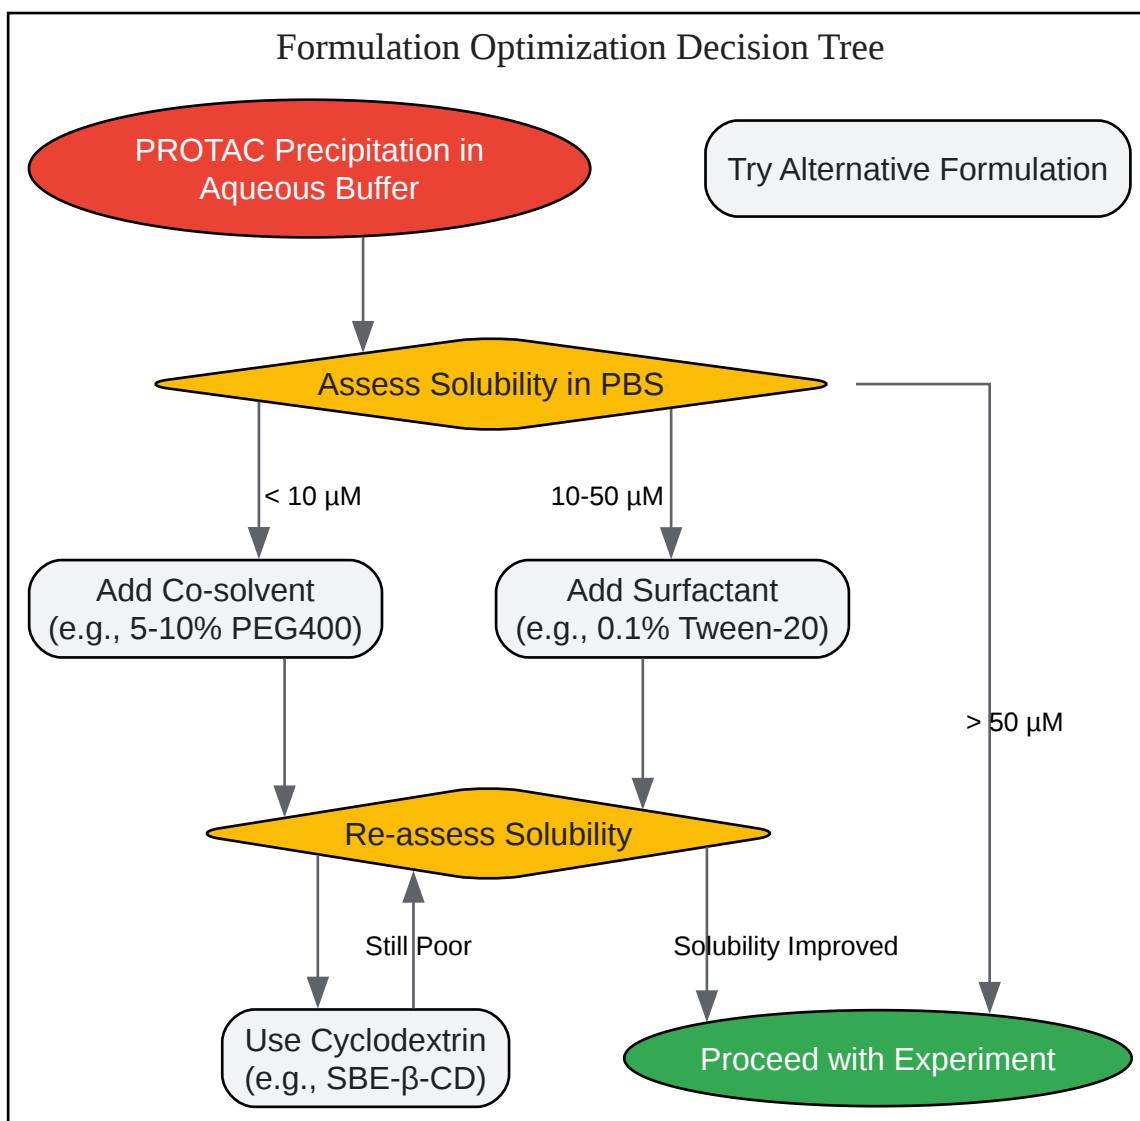 Formulation Optimization Decision Tree
PROTAC Precipitation in
Aqueous Buffer
Try Alternative Formulation
Assess Solubility in PBS
< 10 µM
10-50 µM
Add Co-solvent
(e.g., 5-10% PEG400)
Add Surfactant
(e.g., 0.1% Tween-20)
> 50 µM
Re-assess Solubility
Still Poor
Solubility Improved
Use Cyclodextrin
(e.g., SBE-β-CD)
Proceed with Experiment